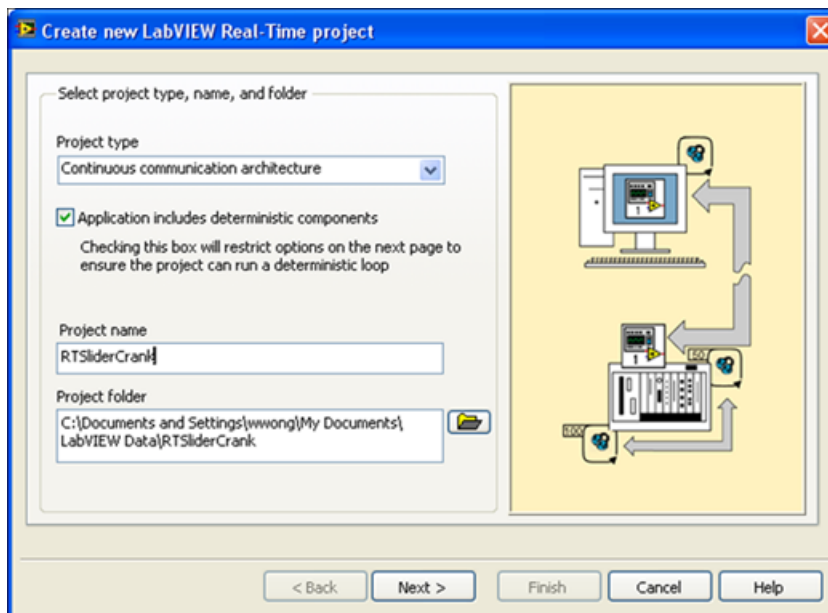 Create new LabVIEW Real-Time project
Select project type, name, and folder
Project type
Continuous communication architecture
Application includes deterministic components
Checking this box will restrict options on the next page to
ensure the project can run a deterministic loop
Project name
RTSliderCrank
Project folder
C:\Documents and Settings\wwong\My Documents\
LabVIEW Data\RTSliderCrank
1
1
50
100
< Back
Next >
Finish
Cancel
Help